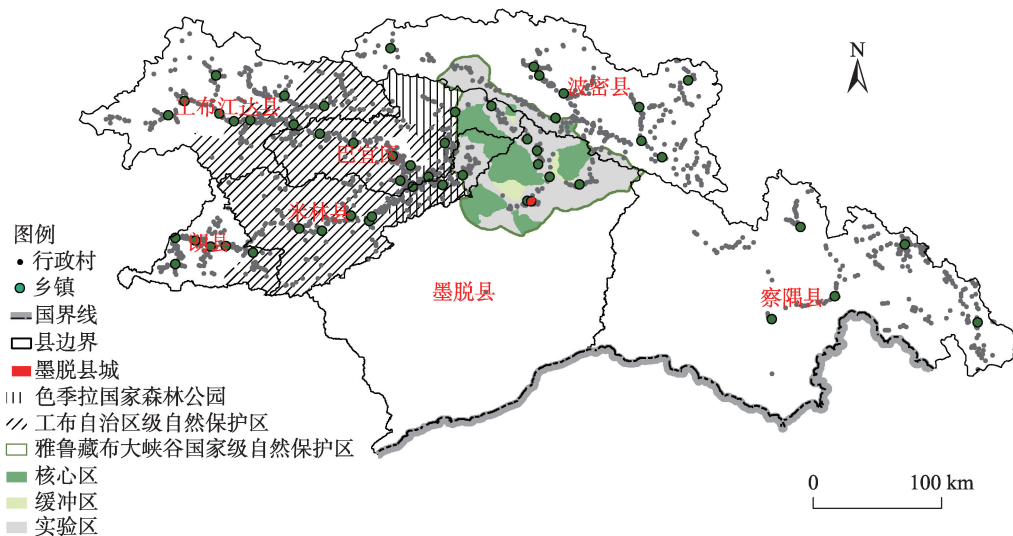 N
波密县
工布江达县
巴宜区
米林县
朗县
墨脱县
察隅县
图例
行政村
乡镇
国界线
县边界
墨脱县城
色季拉国家森林公园
工布自治区级自然保护区
雅鲁藏布大峡谷国家级自然保护区
核心区
缓冲区
实验区
0 100 km